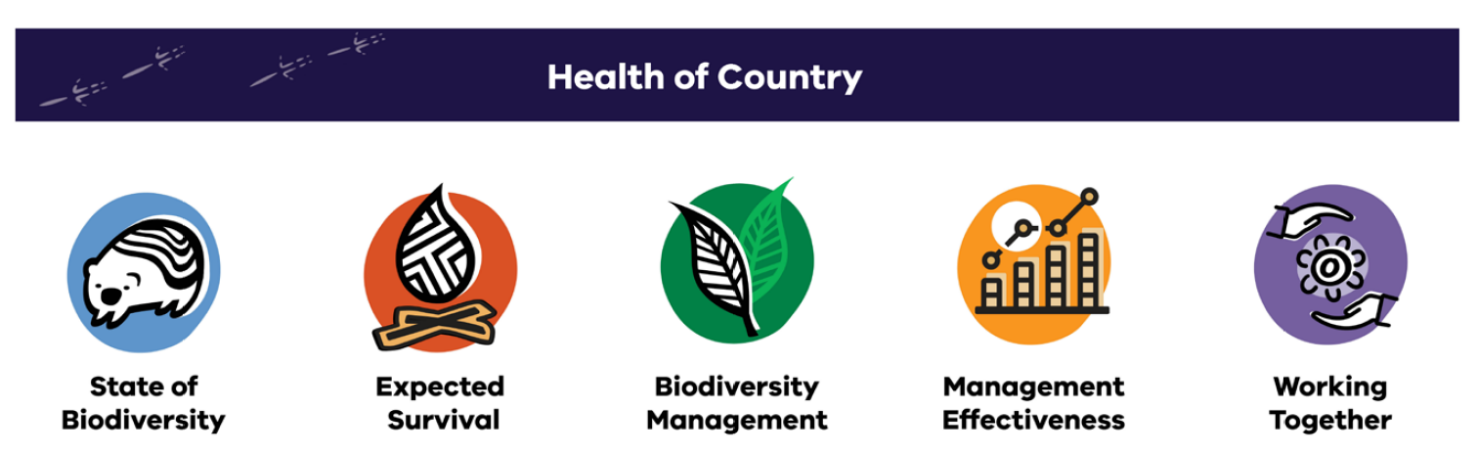 Health of Country
State of
Biodiversity
Expected
Survival
Biodiversity
Management
Management
Effectiveness
Working
Together